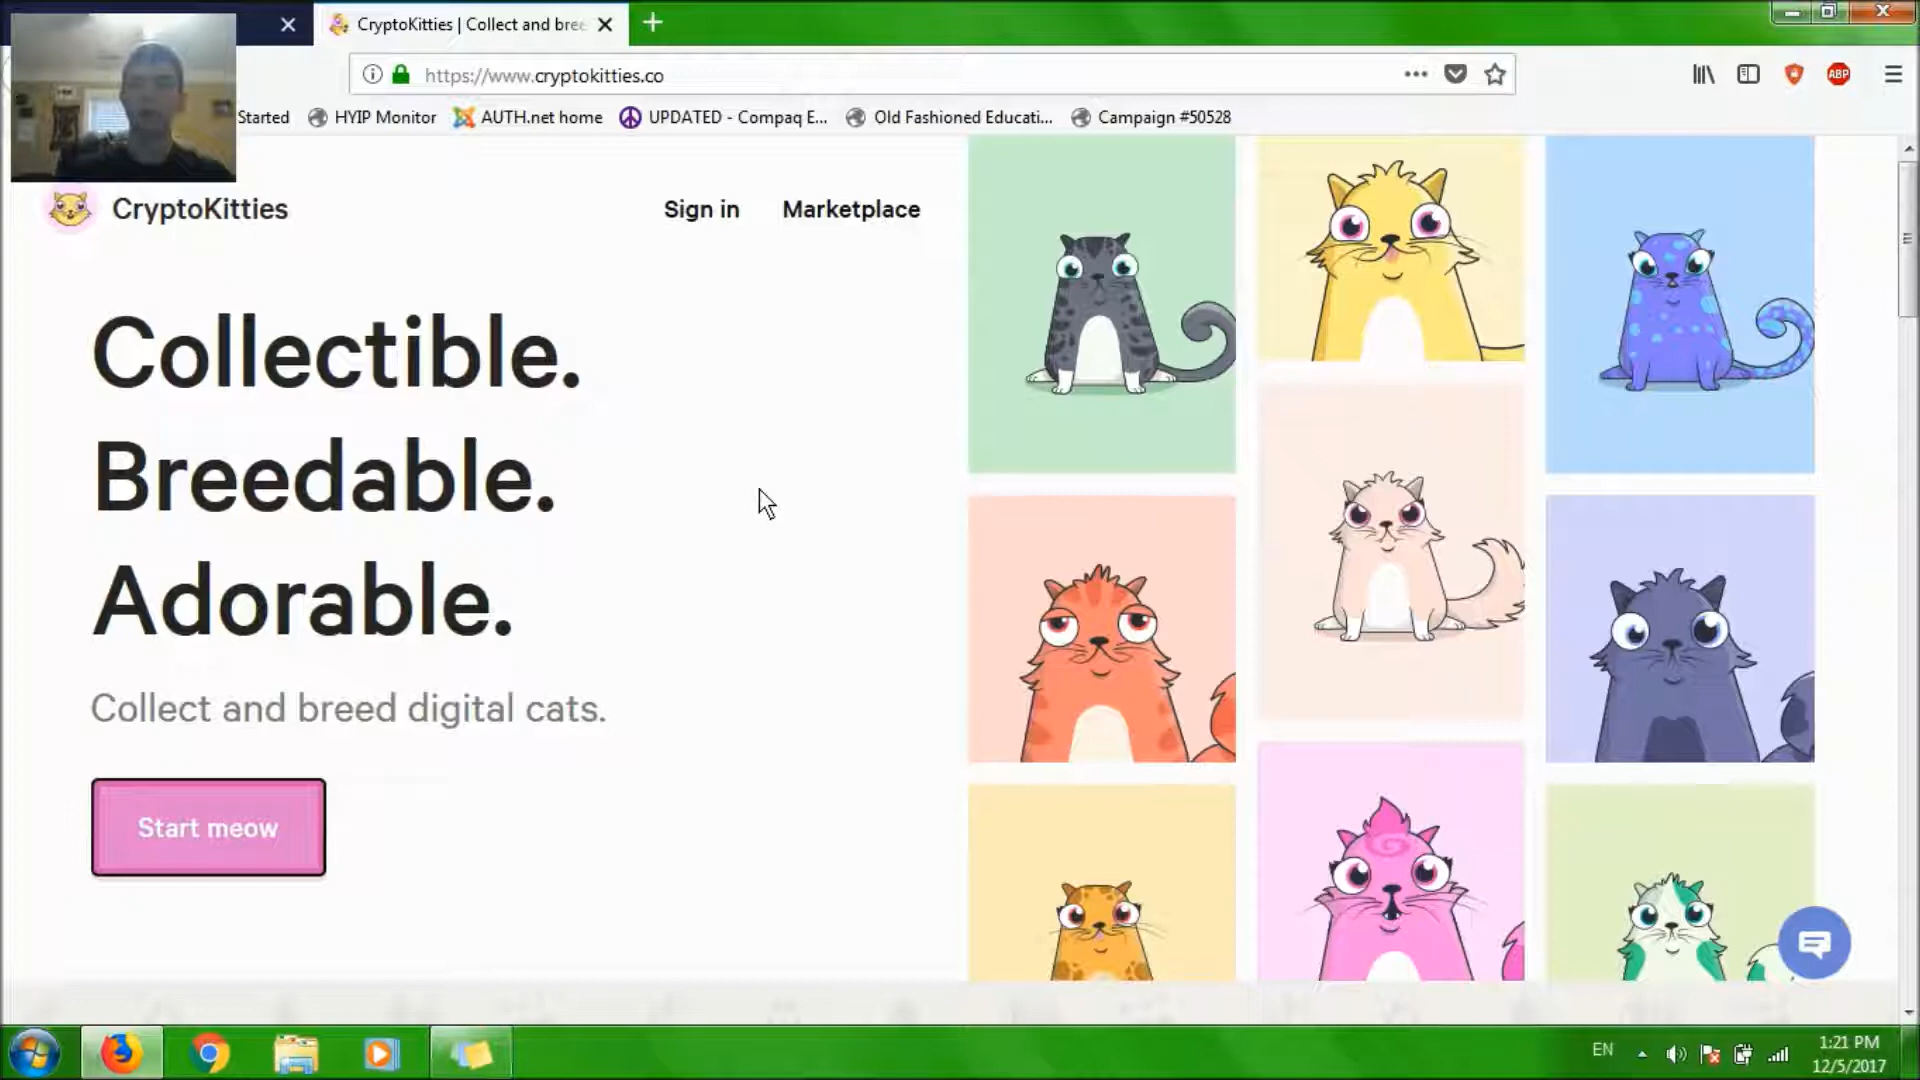 CryptoKitties | Collect and bree
https://www.cryptokitties.co
ABP
Started
HYIP Monitor
AUTH.net home
UPDATED - Compaq E...
Old Fashioned Educati...
Campaign #50528
CryptoKitties
Sign in
Marketplace
Collectible.
Breedable.
Adorable.
Collect and breed digital cats.
Start meow
EN
1:21 PM
12/5/2017